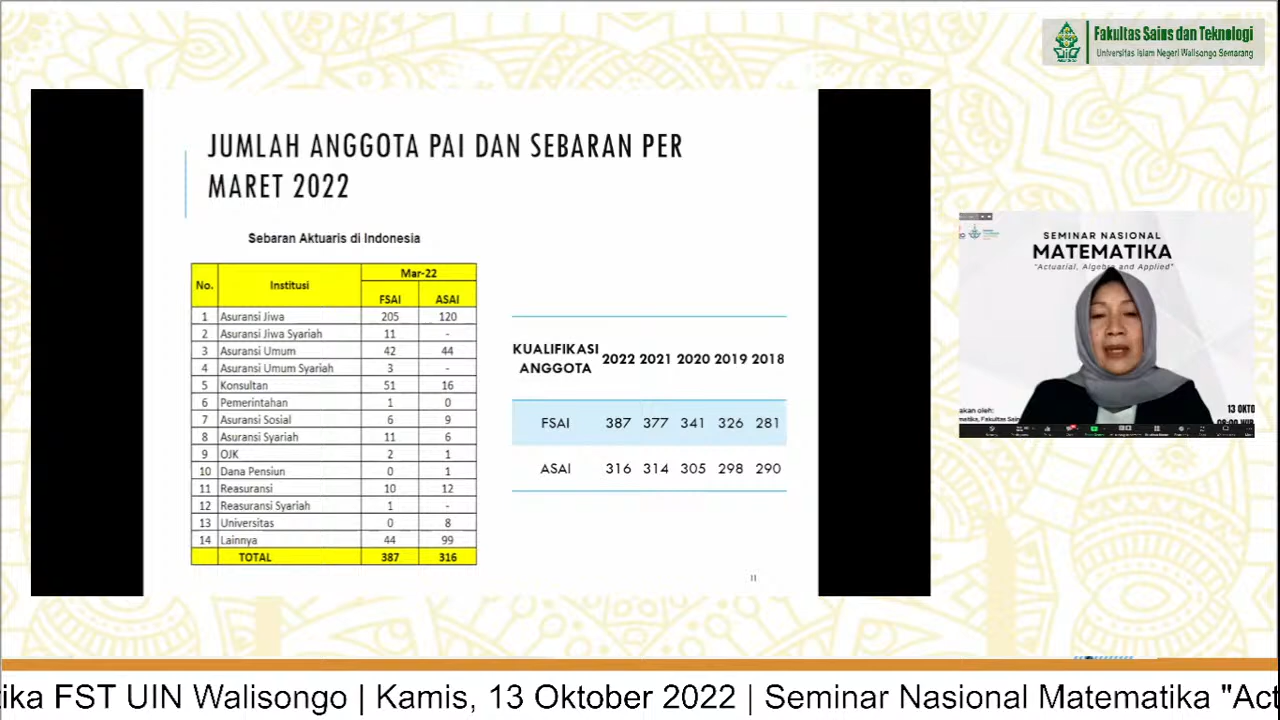 Fakultas Sains dan Teknologi
Universitas Islam Negeri Walisongo Semarang
JUMLAH ANGGOTA PAI DAN SEBARAN PER
MARET 2022
Sebaran Aktuaris di Indonesia
No. Institusi Mar-22
FSAI ASAI
1 Asuransi Jiwa 205 120
2 Asuransi Jiwa Syariah 11 -
3 Asuransi Umum 42 44
4 Asuransi Umum Syariah 3 -
5 Konsultan 51 16
6 Pemerintahan 1 0
7 Asuransi Sosial 6 9
8 Asuransi Syariah 11 6
9 OJK 2 1
10 Dana Pensiun 0 1
11 Reasuransi 10 12
12 Reasuransi Syariah 1 -
13 Universitas 0 8
14 Lainnya 44 99
TOTAL 387 316
KUALIFIKASI
ANGGOTA 2022 2021 2020 2019 2018
FSAI 387 377 341 326 281
ASAI 316 314 305 298 290
11
SEMINAR NASIONAL
MATEMATIKA
"Actuarial, Algebra and Applied"
akan oleh:
matika, Fakultas Sain
13 OKTO
tika FST UIN Walisongo | Kamis, 13 Oktober 2022 | Seminar Nasional Matematika "Act